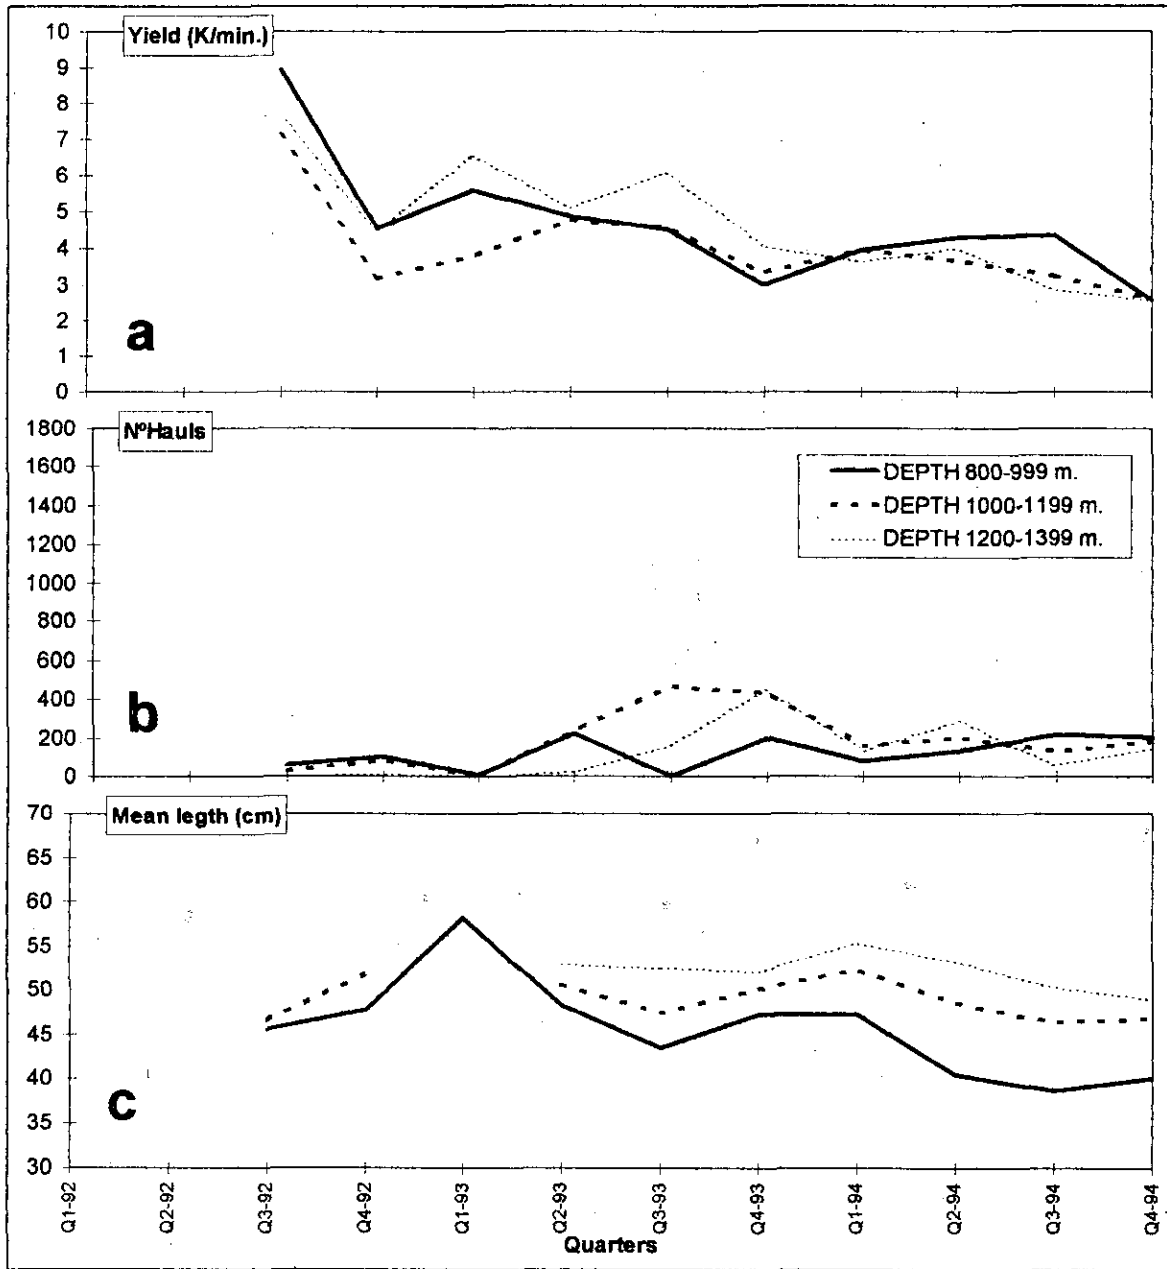 Yield (K/min.)
10
9
8
7
6
5
4
3
2
1
0
a
NºHauls
1800
1600
1400
1200
1000
800
600
400
200
0
b
DEPTH 800-999 m.
DEPTH 1000-1199 m.
DEPTH 1200-1399 m.
Mean legth (cm)
70
65
60
55
50
45
40
35
30
c
Q1-92
Q2-92
Q3-92
Q4-92
Q1-93
Q2-93
Q3-93
Q4-93
Q1-94
Q2-94
Q3-94
Q4-94
Quarters